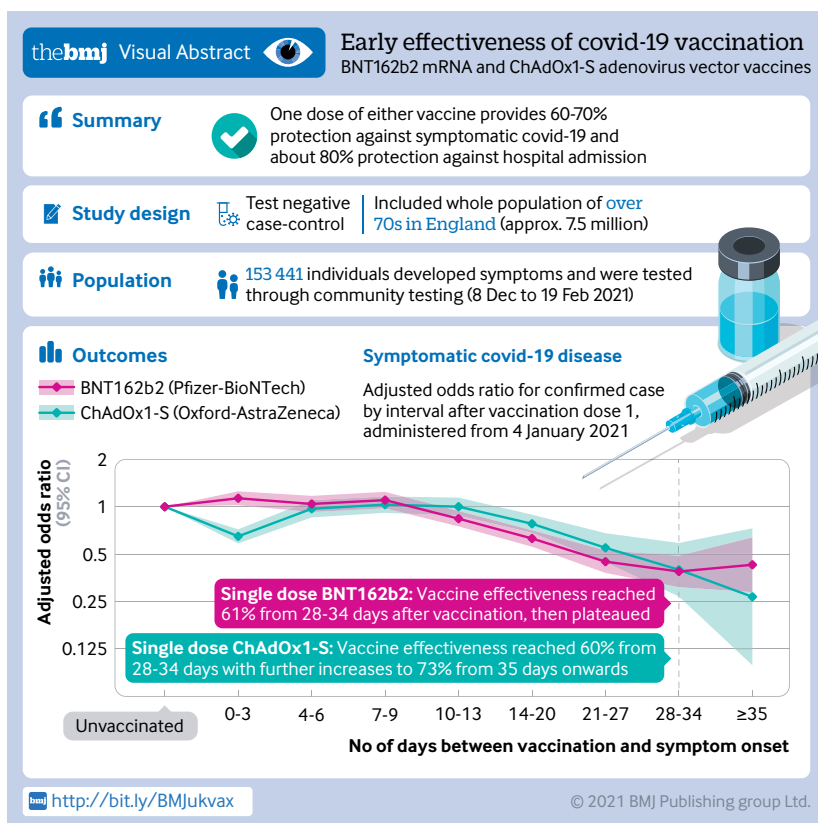 thebmj Visual Abstract
Early effectiveness of covid-19 vaccination
BNT162b2 mRNA and ChAdOx1-S adenovirus vector vaccines
Summary
One dose of either vaccine provides 60-70%
protection against symptomatic covid-19 and
about 80% protection against hospital admission
Study design
Test negative
case-control
Included whole population of over
70s in England (approx. 7.5 million)
Population
153 441 individuals developed symptoms and were tested
through community testing (8 Dec to 19 Feb 2021)
Outcomes
BNT162b2 (Pfizer-BioNTech)
ChAdOx1-S (Oxford-AstraZeneca)
Symptomatic covid-19 disease
Adjusted odds ratio for confirmed case
by interval after vaccination dose 1,
administered from 4 January 2021
Adjusted odds ratio
(95% CI)
2
1
0.5
0.25
0.125
Single dose BNT162b2: Vaccine effectiveness reached
61% from 28-34 days after vaccination, then plateaued
Single dose ChAdOx1-S: Vaccine effectiveness reached 60% from
28-34 days with further increases to 73% from 35 days onwards
Unvaccinated
0-3
4-6
7-9
10-13
14-20
21-27
28-34
≥35
No of days between vaccination and symptom onset
bmj http://bit.ly/BMJukvax
© 2021 BMJ Publishing group Ltd.